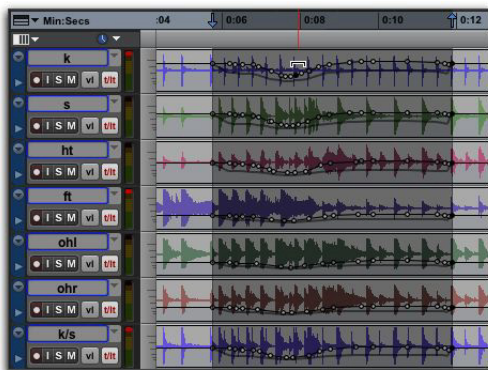 Min:Secs :04 0:06 0:08 0:10 0:12
k
I S M vl t/lt
s
I S M vl t/lt
ht
I S M vl t/lt
ft
I S M vl t/lt
ohl
I S M vl t/lt
ohr
I S M vl t/lt
k/s
I S M vl t/lt